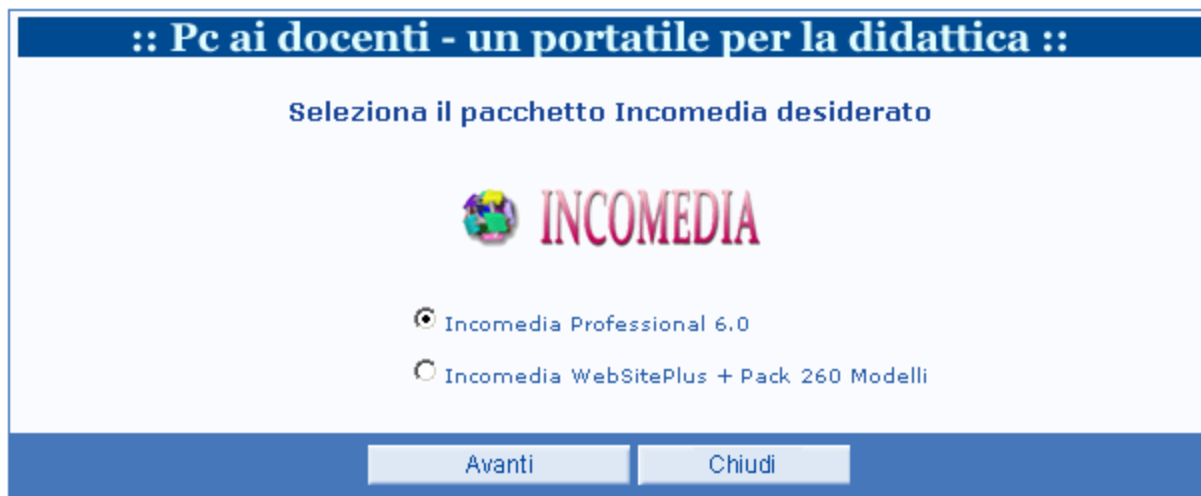 :: Pc ai docenti - un portatile per la didattica ::
Seleziona il pacchetto Incomedia desiderato
INCOMEDIA
Incomedia Professional 6.0
Incomedia WebSitePlus + Pack 260 Modelli
Avanti
Chiudi